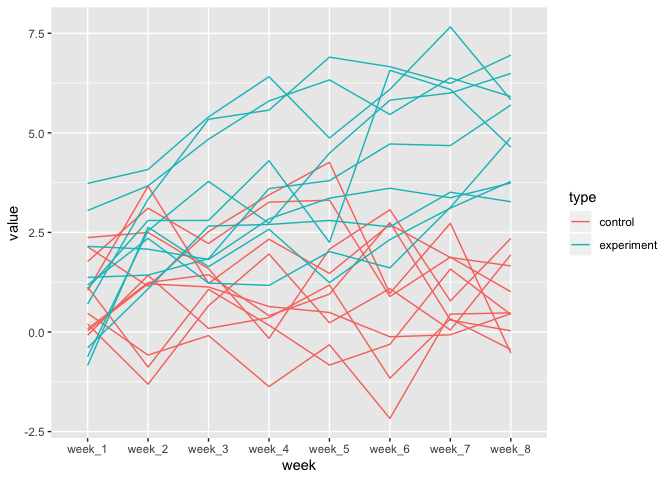 7.5
5.0
2.5
0.0
-2.5
value
week_1 week_2 week_3 week_4 week_5 week_6 week_7 week_8
week
type
control
experiment